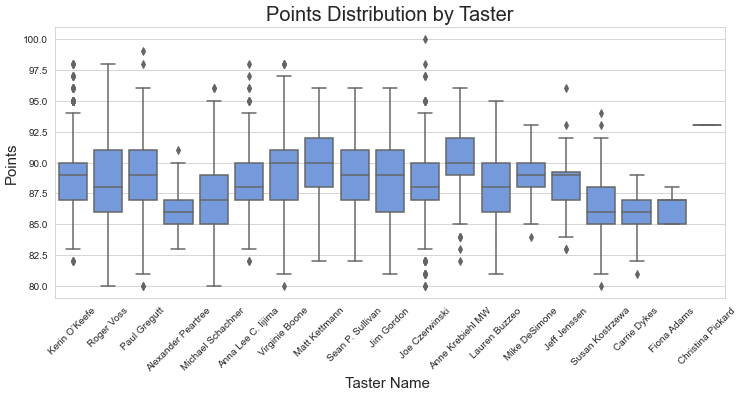 Points Distribution by Taster
100.0
97.5
95.0
92.5
90.0
87.5
85.0
82.5
80.0
Points
Kerin O'Keefe
Roger Voss
Paul Gregutt
Alexander Peartree
Michael Schachner
Anna Lee C. Iijima
Virginie Boone
Matt Kettmann
Sean P. Sullivan
Jim Gordon
Joe Czerwinski
Anne Krebiehl MW
Lauren Buzzeo
Mike DeSimone
Jeff Jenssen
Susan Kostrzewa
Carrie Dykes
Fiona Adams
Christina Pickard
Taster Name